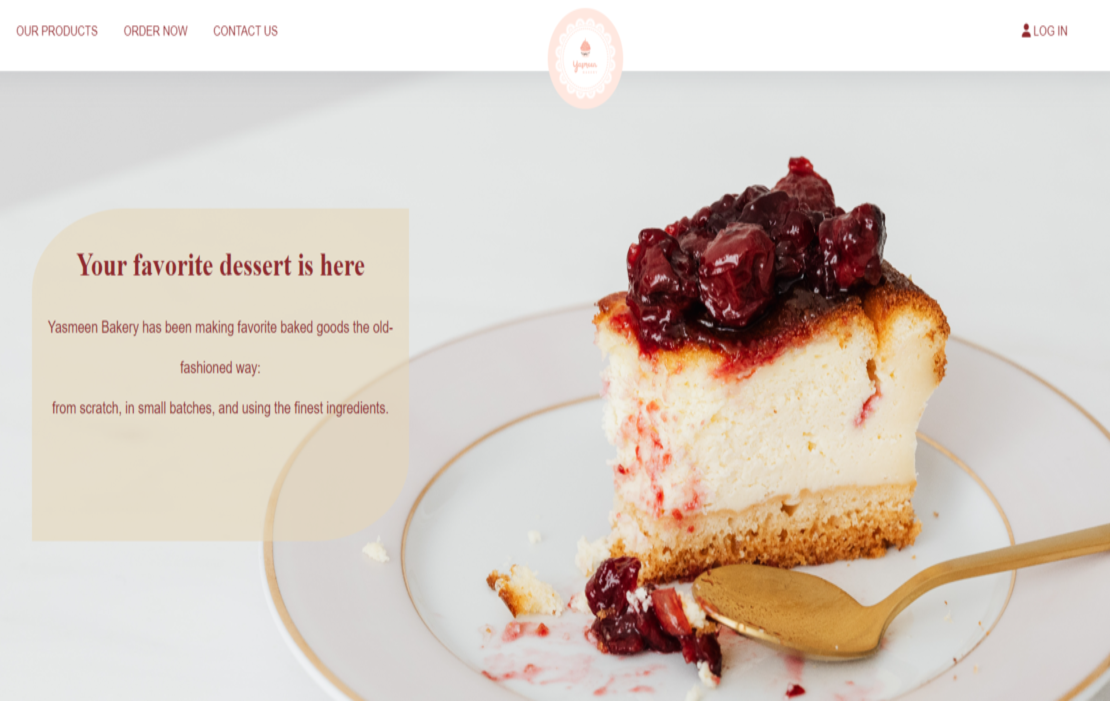 OUR PRODUCTS
ORDER NOW
CONTACT US
Yasmeen
LOG IN
Your favorite dessert is here
Yasmeen Bakery has been making favorite baked goods the old-
fashioned way:
from scratch, in small batches, and using the finest ingredients.